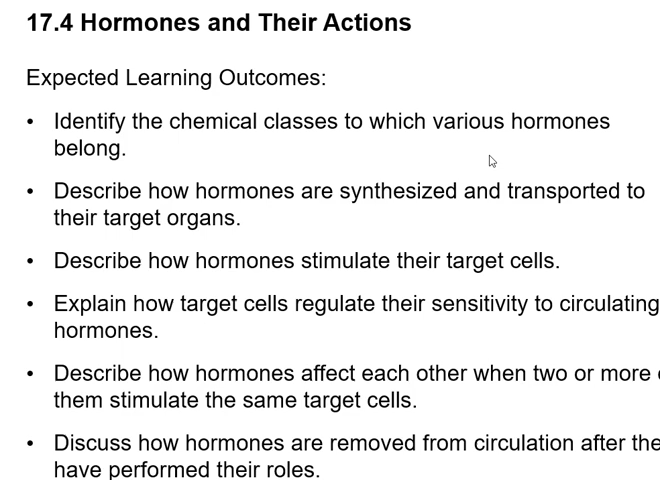 17.4 Hormones and Their Actions
Expected Learning Outcomes:
• Identify the chemical classes to which various hormones
belong.
• Describe how hormones are synthesized and transported to
their target organs.
• Describe how hormones stimulate their target cells.
• Explain how target cells regulate their sensitivity to circulating
hormones.
• Describe how hormones affect each other when two or more
them stimulate the same target cells.
• Discuss how hormones are removed from circulation after the
have performed their roles.